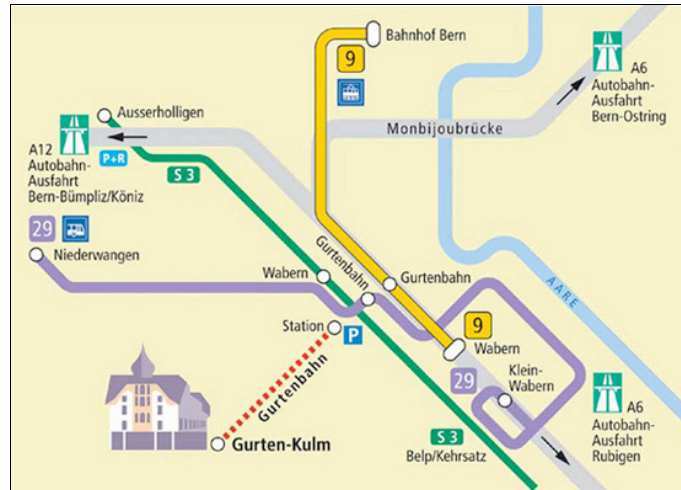 Bahnhof Bern
9
A6
Autobahn-
Ausfahrt
Bern-Ostring
Monbijoubrücke
Ausserholligen
A12
Autobahn-
Ausfahrt
Bern-Bümpliz/Köniz
P+R
S 3
29
Niederwangen
Wabern
Gurtenbahn
Gurtenbahn
AARE
Station
P
9
Wabern
29
Klein-
Wabern
Gurtenbahn
Gurten-Kulm
S 3
Belp/Kehrsatz
A6
Autobahn-
Ausfahrt
Rubigen